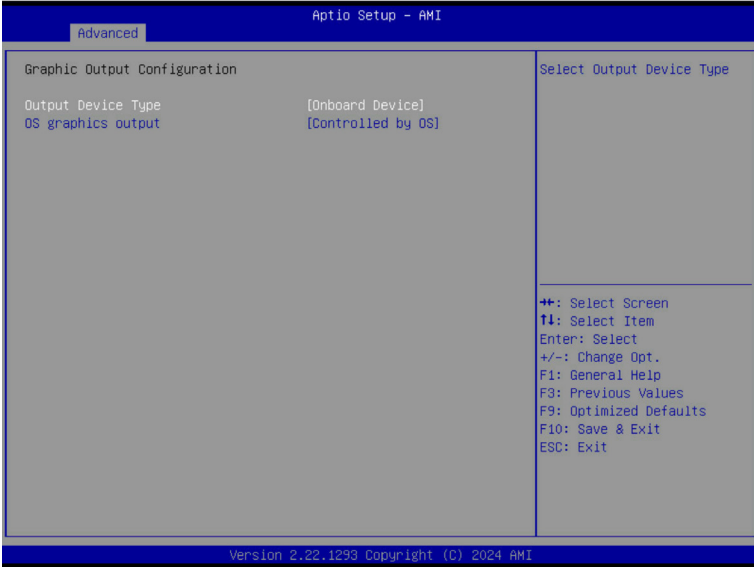 Aptio Setup – AMI
Advanced
Graphic Output Configuration
Output Device Type [Onboard Device]
OS graphics output [Controlled by OS]
Select Output Device Type
→←: Select Screen
↑↓: Select Item
Enter: Select
+/-: Change Opt.
F1: General Help
F3: Previous Values
F9: Optimized Defaults
F10: Save & Exit
ESC: Exit
Version 2.22.1293 Copyright (C) 2024 AMI